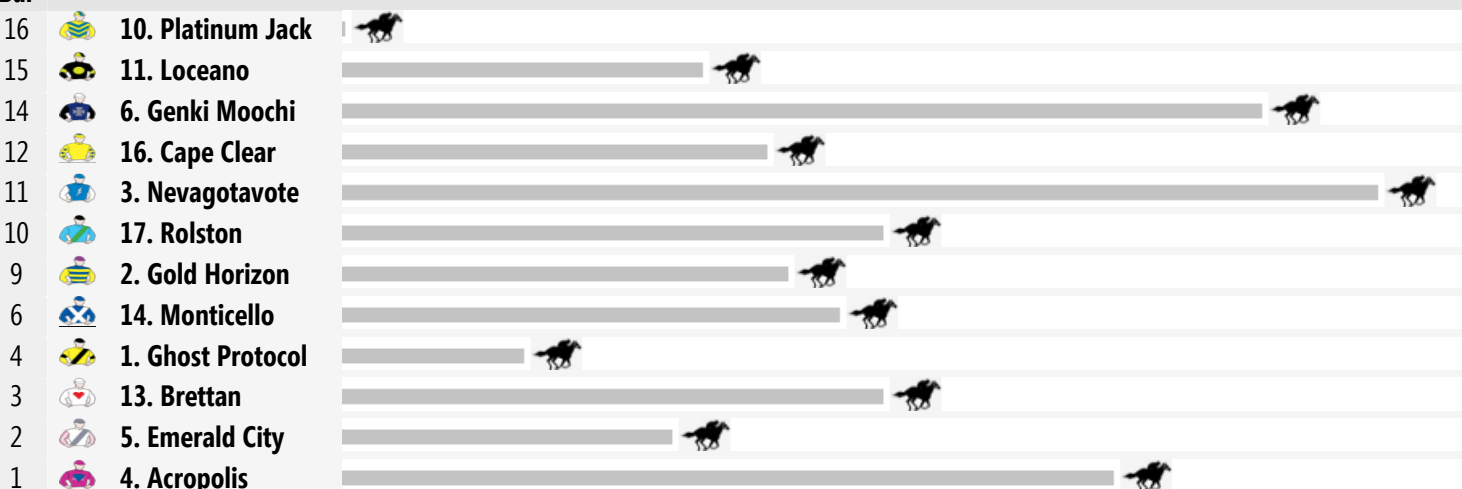 Bar
16 10. Platinum Jack
15 11. Loceano
14 6. Genki Moochi
12 16. Cape Clear
11 3. Nevagotavote
10 17. Rolston
9 2. Gold Horizon
6 14. Monticello
4 1. Ghost Protocol
3 13. Brettan
2 5. Emerald City
1 4. Acropolis